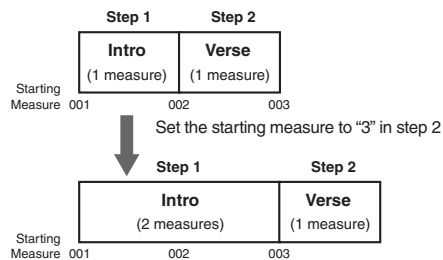 Step 1 Step 2
Intro Verse
(1 measure) (1 measure)
Starting
Measure 001 002 003
Set the starting measure to “3” in step 2
Step 1 Step 2
Intro Verse
(2 measures) (1 measure)
Starting
Measure 001 002 003